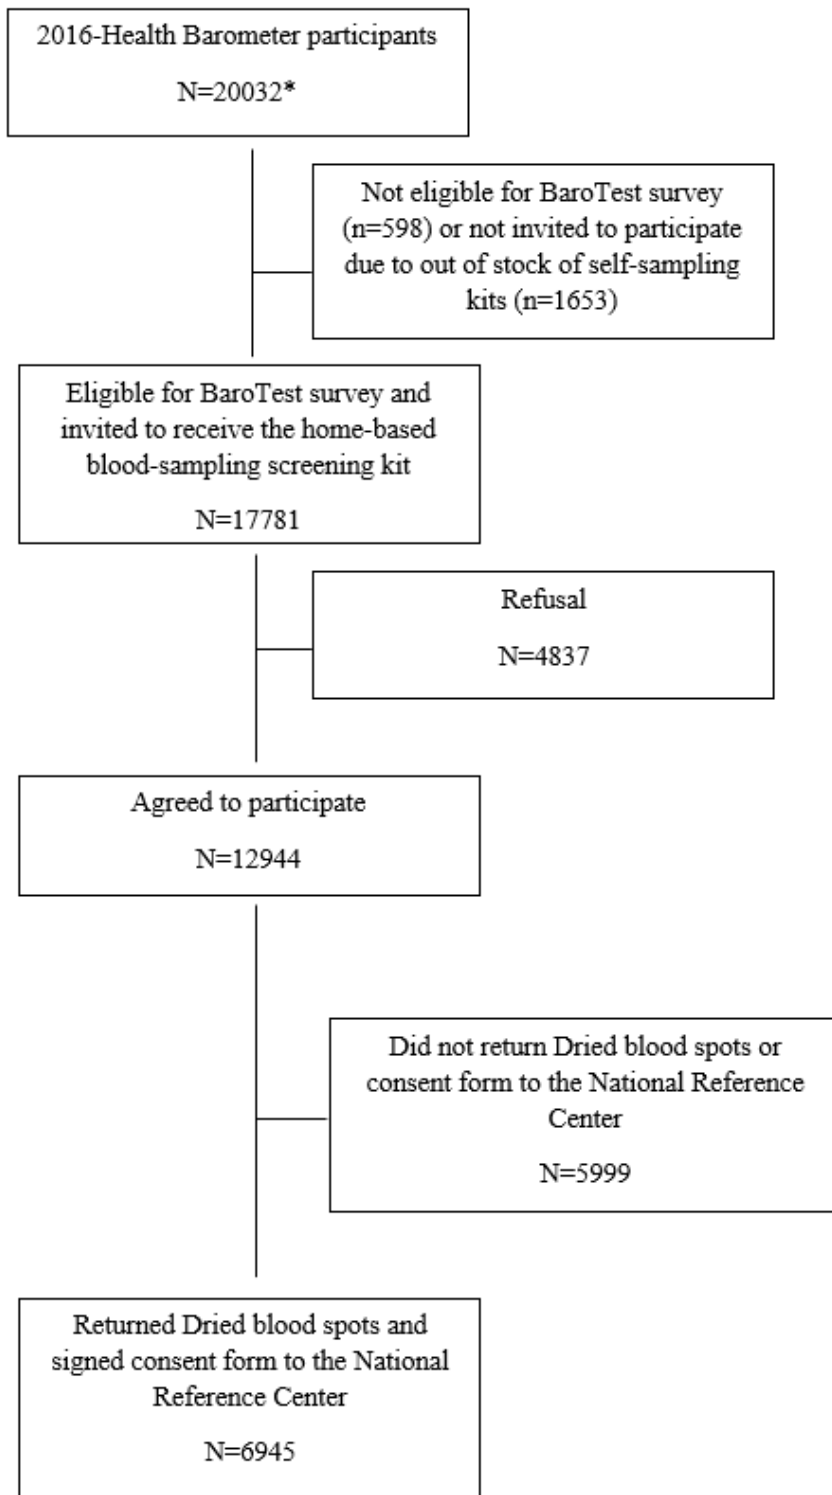 2016-Health Barometer participants
N=20032*
Not eligible for BaroTest survey
(n=598) or not invited to participate
due to out of stock of self-sampling
kits (n=1653)
Eligible for BaroTest survey and
invited to receive the home-based
blood-sampling screening kit
N=17781
Refusal
N=4837
Agreed to participate
N=12944
Did not return Dried blood spots or
consent form to the National Reference
Center
N=5999
Returned Dried blood spots and
signed consent form to the National
Reference Center
N=6945